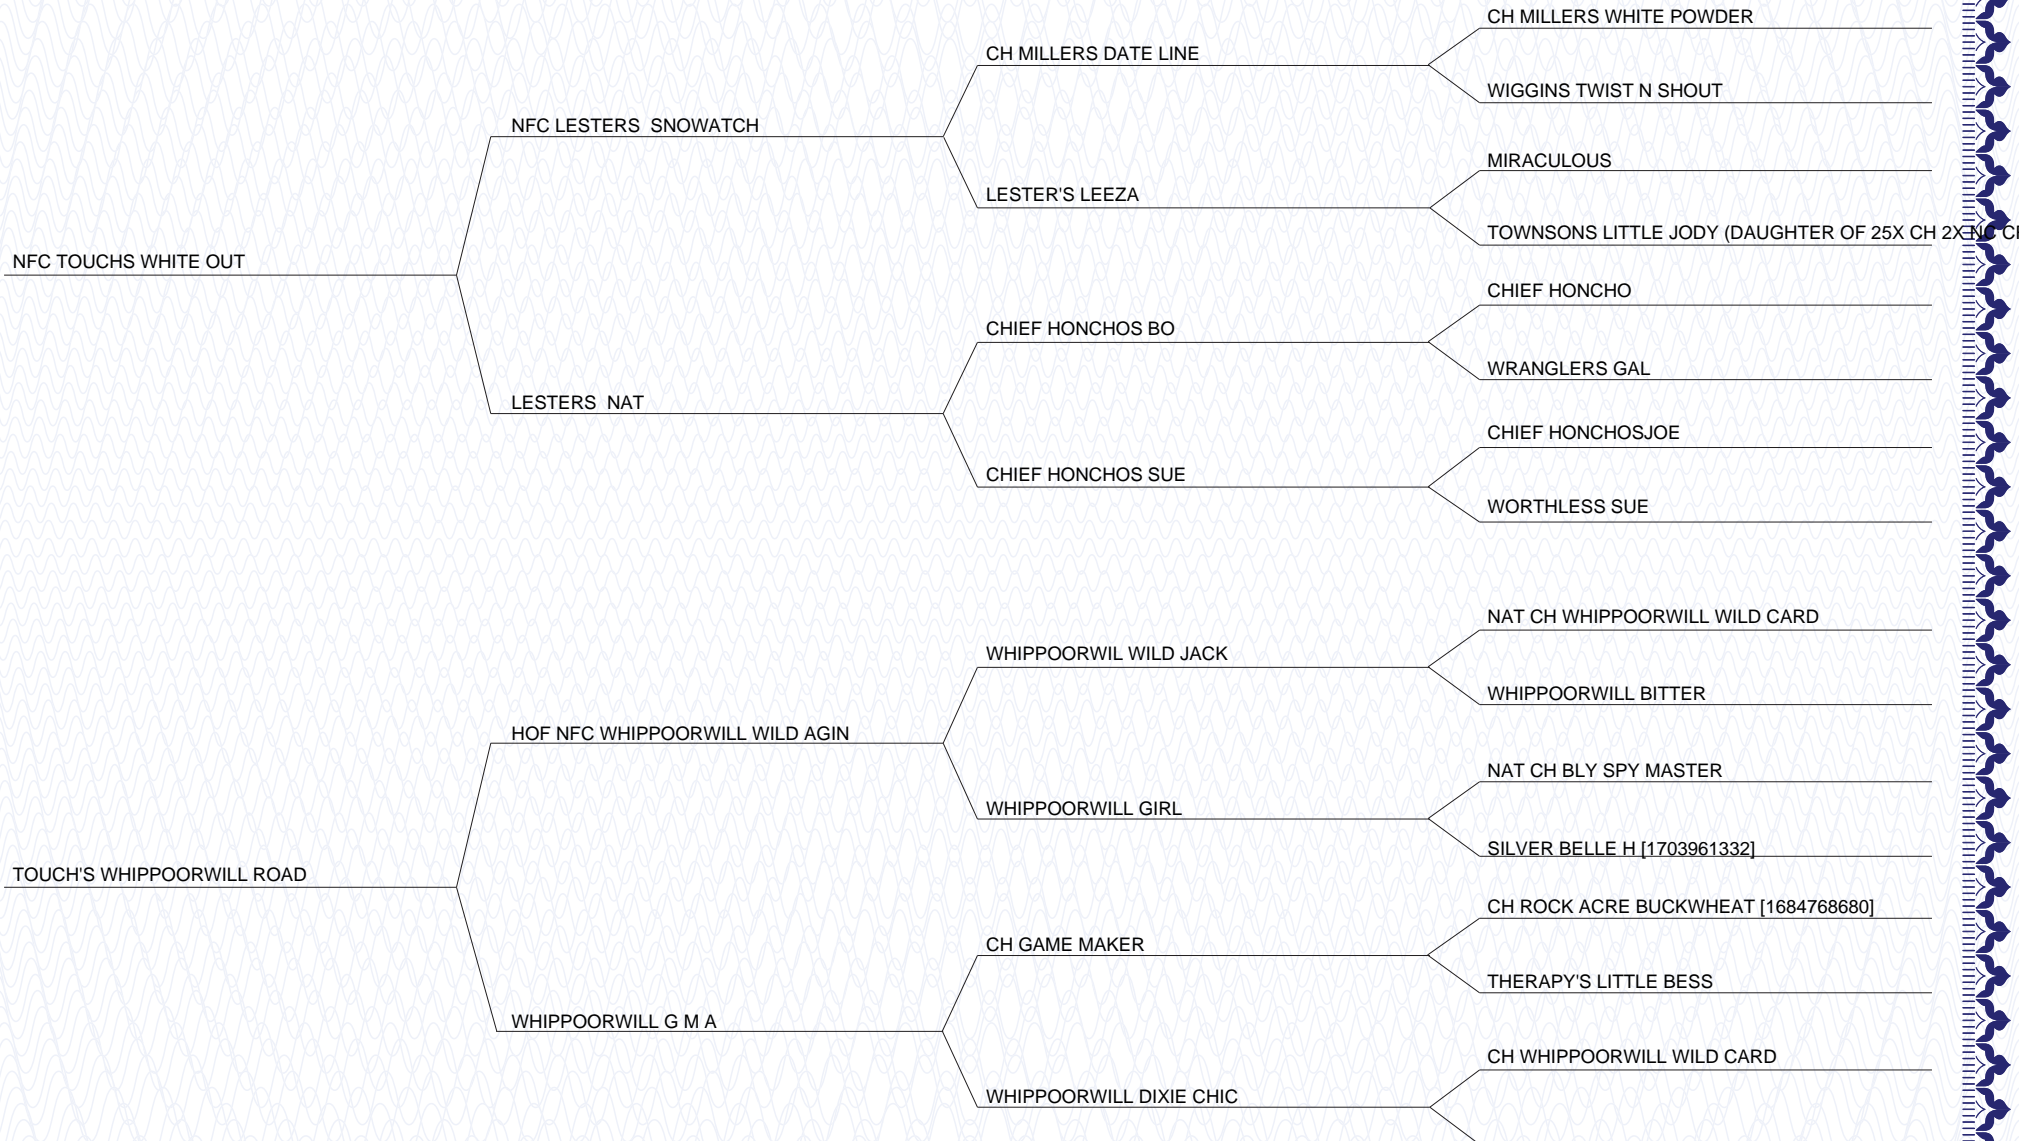 CH MILLERS WHITE POWDER
CH MILLERS DATE LINE
WIGGINS TWIST N SHOUT
NFC LESTERS  SNOWATCH
MIRACULOUS
LESTER'S LEEZA
TOWNSONS LITTLE JODY (DAUGHTER OF 25X CH 2X NC
NFC TOUCHS WHITE OUT
CHIEF HONCHO
CHIEF HONCHOS BO
WRANGLERS GAL
LESTERS  NAT
CHIEF HONCHOSJOE
CHIEF HONCHOS SUE
WORTHLESS SUE
NAT CH WHIPPOORWILL WILD CARD
WHIPPOORWIL WILD JACK
WHIPPOORWILL BITTER
HOF NFC WHIPPOORWILL WILD AGIN
NAT CH BLY SPY MASTER
WHIPPOORWILL GIRL
SILVER BELLE H [1703961332]
TOUCH'S WHIPPOORWILL ROAD
CH ROCK ACRE BUCKWHEAT [1684768680]
CH GAME MAKER
THERAPY'S LITTLE BESS
WHIPPOORWILL G M A
CH WHIPPOORWILL WILD CARD
WHIPPOORWILL DIXIE CHIC